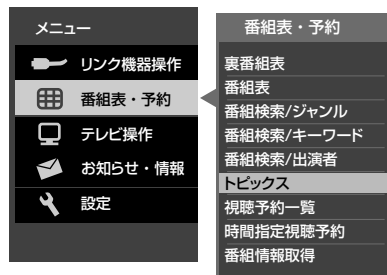 メニュー
リンク機器操作
番組表・予約
テレビ操作
お知らせ・情報
設定
番組表・予約
裏番組表
番組表
番組検索/ジャンル
番組検索/キーワード
番組検索/出演者
トピックス
視聴予約一覧
時間指定視聴予約
番組情報取得